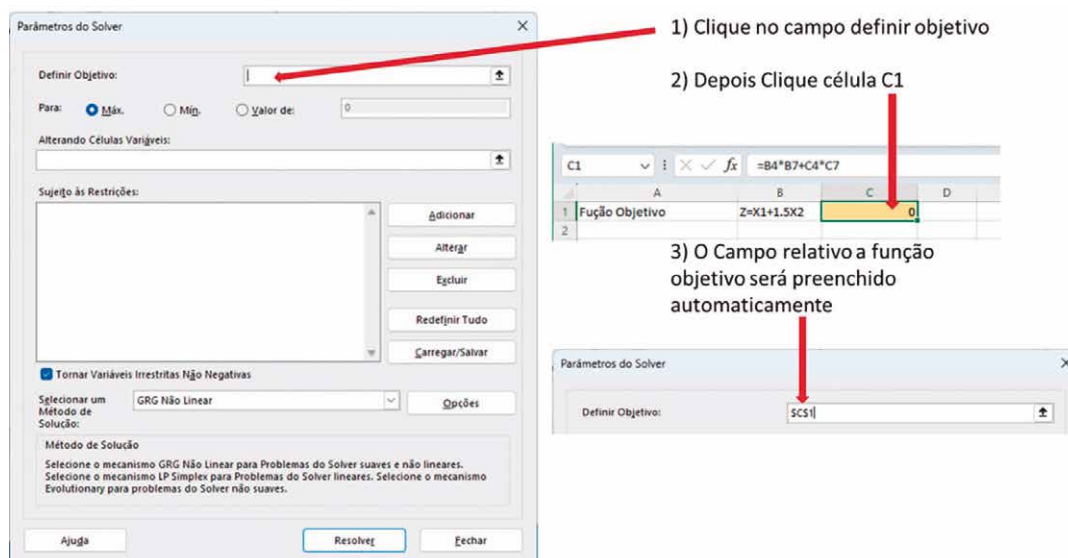 Parâmetros do Solver
Definir Objetivo:
Para:
Máx.
Mín.
Valor de:
0
Alterando Células Variáveis:
Sujeito às Restrições:
Adicionar
Alterar
Excluir
Redefinir Tudo
Carregar/Salvar
Tornar Variáveis Irrestritas Não Negativas
Selecionar um
Método de
Solução:
GRG Não Linear
Opções
Método de Solução
Selecione o mecanismo GRG Não Linear para Problemas do Solver suaves e não lineares.
Selecione o mecanismo LP Simplex para Problemas do Solver lineares. Selecione o mecanismo
Evolutionary para problemas do Solver não suaves.
Ajuda
Resolver
Fechar
1) Clique no campo definir objetivo
2) Depois Clique célula C1
C1
fx
=B4*B7+C4*C7
A B C D
1 Fução Objetivo Z=X1+1.5X2 0
2
3) O Campo relativo a função
objetivo será preenchido
automaticamente
Parâmetros do Solver
Definir Objetivo:
$C$1